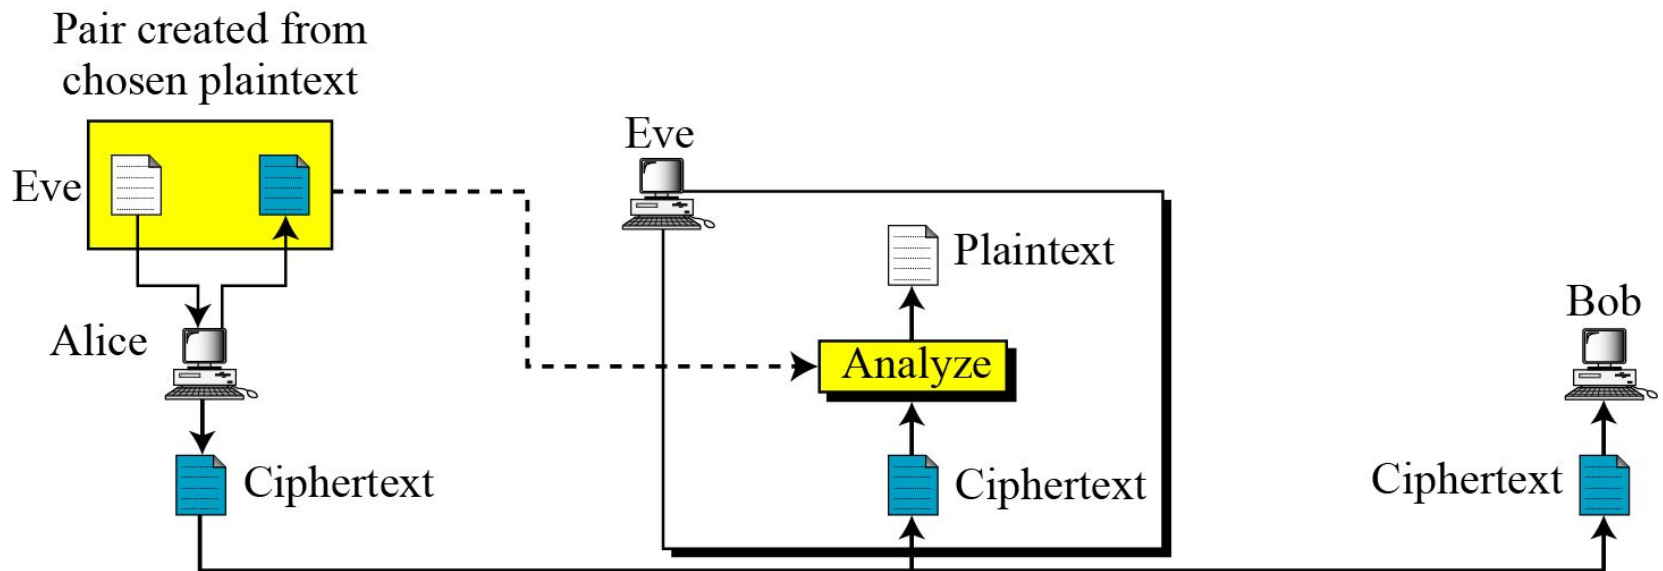 Pair created from
chosen plaintext
Eve
Eve
Plaintext
Bob
Alice
Analyze
Ciphertext
Ciphertext
Ciphertext